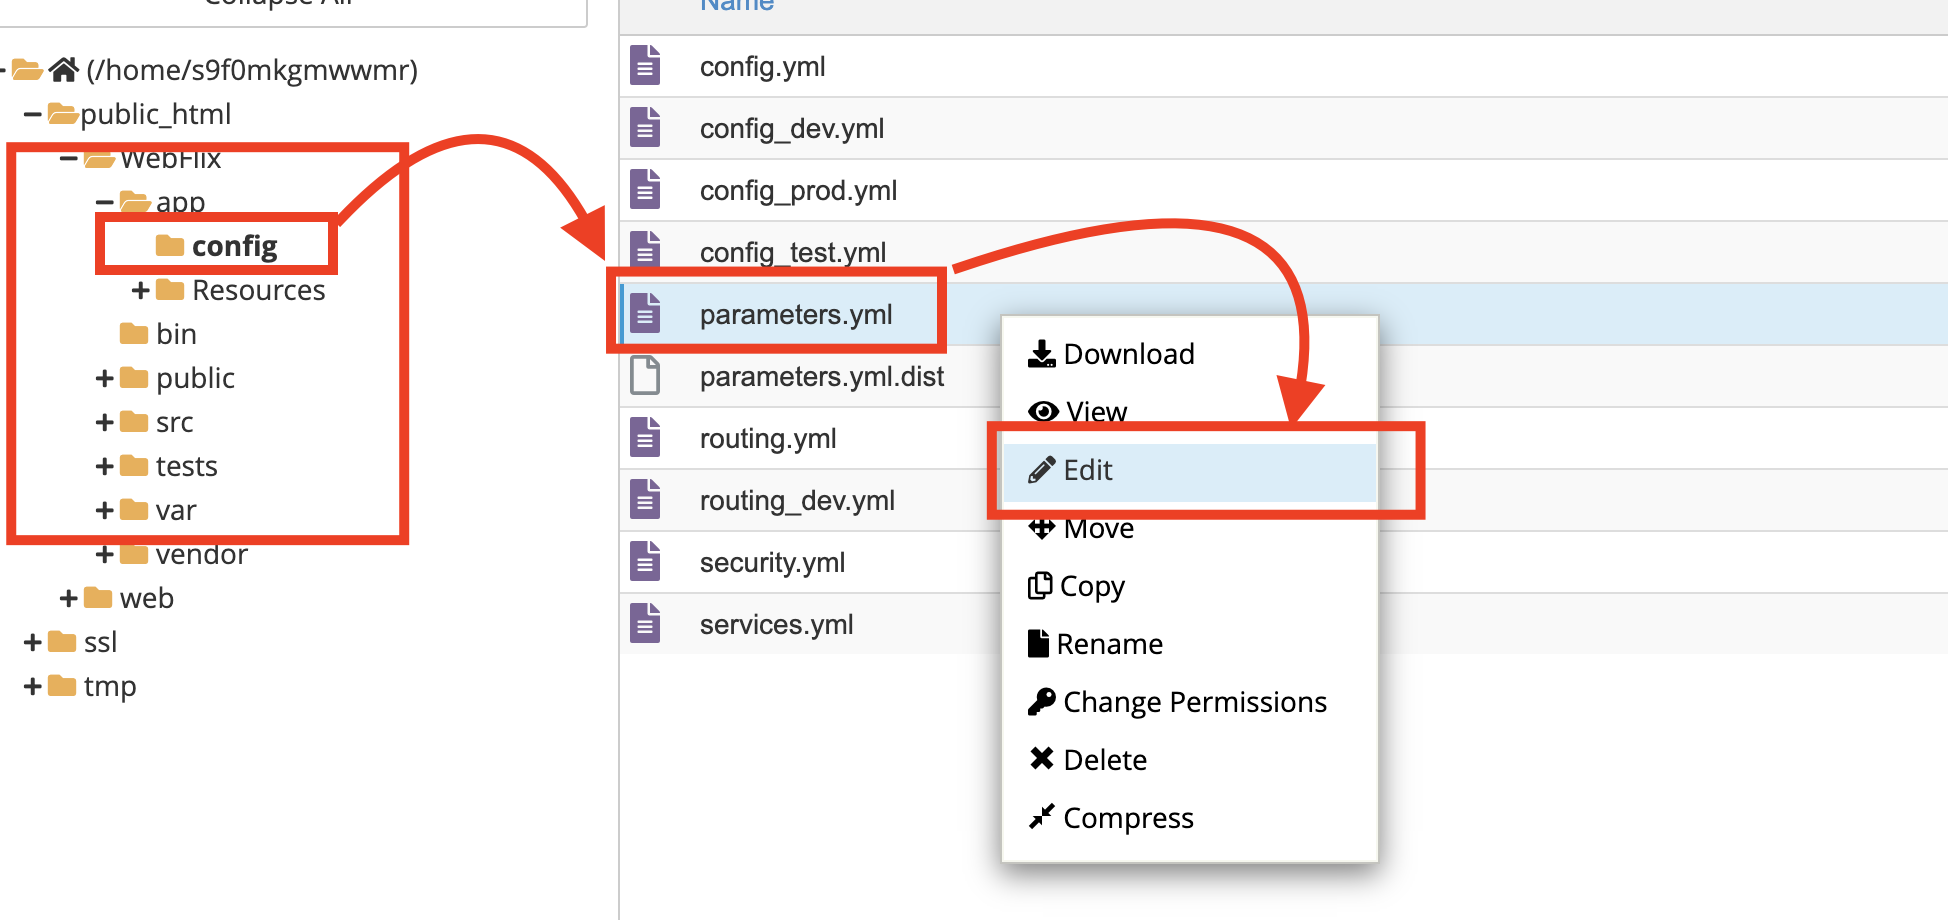 Collapse All
(/home/s9f0mkgmwwmr)
public_html
WebFlix
app
config
Resources
bin
public
src
tests
var
vendor
web
ssl
tmp
Name
config.yml
config_dev.yml
config_prod.yml
config_test.yml
parameters.yml
parameters.yml.dist
routing.yml
routing_dev.yml
security.yml
services.yml
Download
View
Edit
Move
Copy
Rename
Change Permissions
Delete
Compress